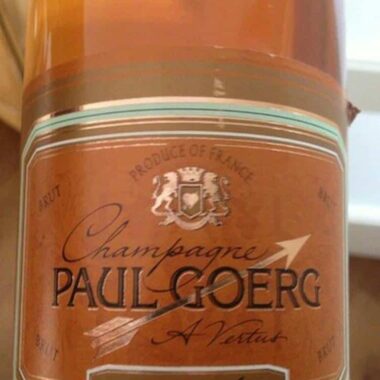 PRODUCE OF FRANCE
BRUT BRUT
Champagne
PAUL GOERG
A Vertus
BRUT BRUT